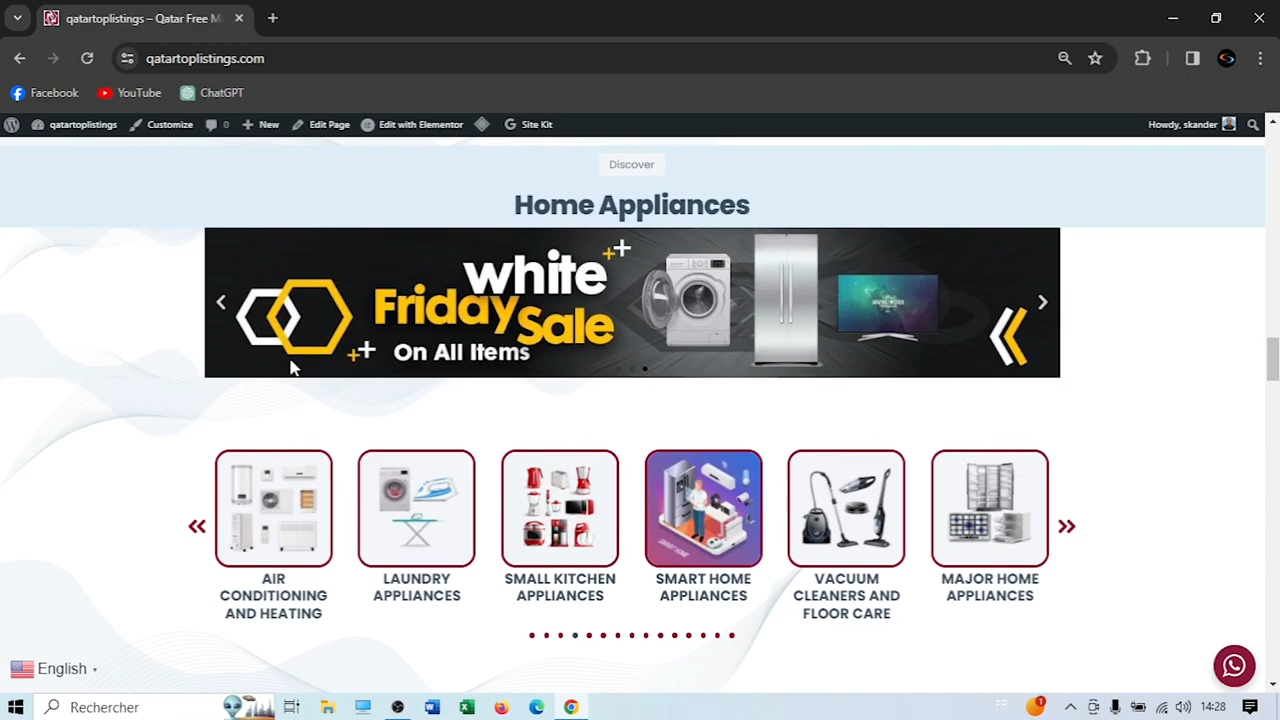 qatartoplistings – Qatar Free M
qatartoplistings.com
Facebook
YouTube
ChatGPT
qatartoplistings
Customize
0
New
Edit Page
Edit with Elementor
Site Kit
Howdy, skander
Discover
Home Appliances
white
Friday
Sale
On All Items
AIR
CONDITIONING
AND HEATING
LAUNDRY
APPLIANCES
SMALL KITCHEN
APPLIANCES
SMART HOME
APPLIANCES
VACUUM
CLEANERS AND
FLOOR CARE
MAJOR HOME
APPLIANCES
English
Rechercher
1
14:28